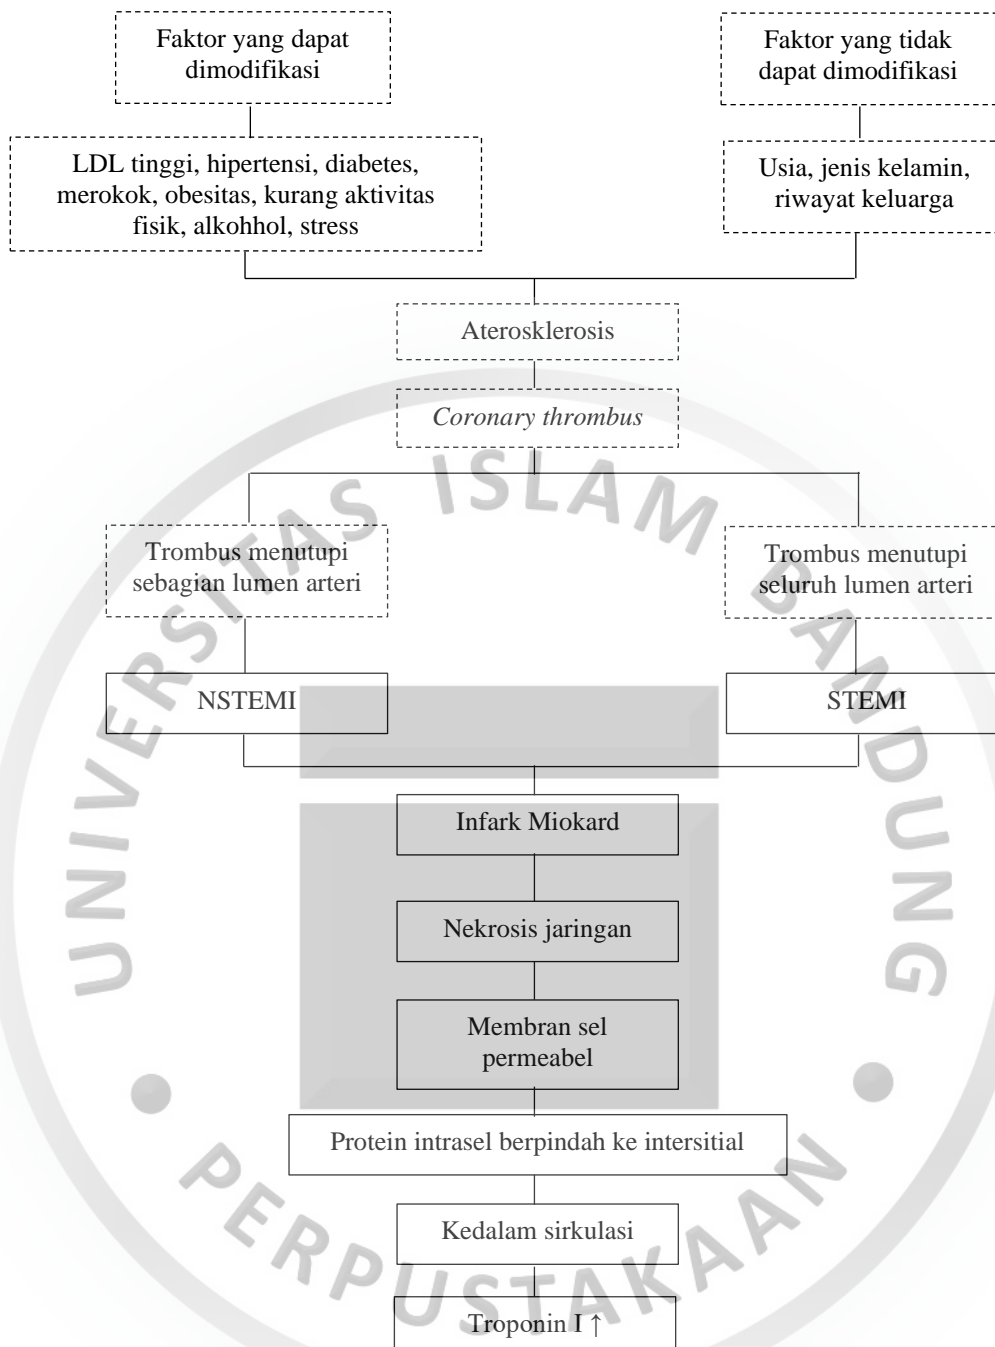 Faktor yang dapat
dimodifikasi
Faktor yang tidak
dapat dimodifikasi
LDL tinggi, hipertensi, diabetes,
merokok, obesitas, kurang aktivitas
fisik, alkohhol, stress
Usia, jenis kelamin,
riwayat keluarga
Aterosklerosis
Coronary thrombus
Trombus menutupi
sebagian lumen arteri
Trombus menutupi
seluruh lumen arteri
NSTEMI
STEMI
Infark Miokard
Nekrosis jaringan
Membran sel
permeabel
Protein intrasel berpindah ke intersitial
Kedalam sirkulasi
Troponin I ↑
UNIVERSITAS ISLAM BANDUNG
PERPUSTAKAAN